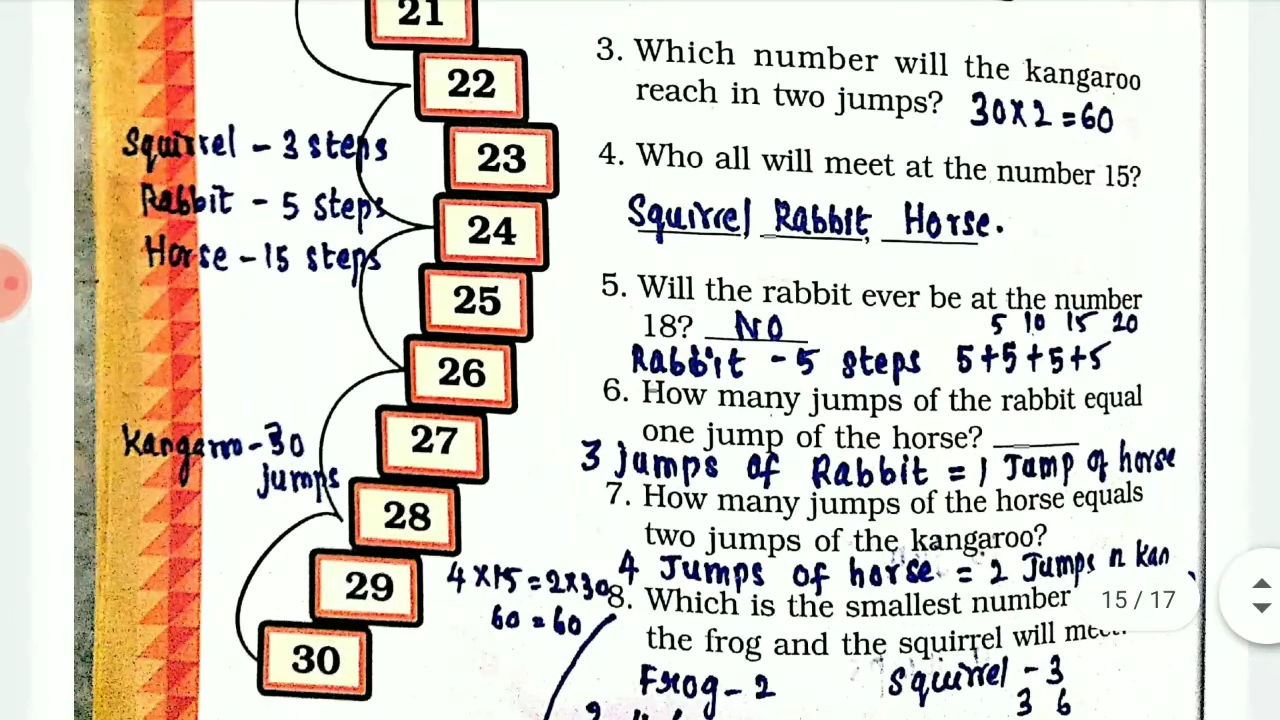 21
22
23
24
25
26
27
28
29
30
Squirrel - 3 steps
Rabbit - 5 steps
Horse - 15 steps
Kangaroo - 30
jumps
3. Which number will the kangaroo
reach in two jumps? 30 x 2 = 60
4. Who all will meet at the number 15?
Squirrel, Rabbit, Horse.
5. Will the rabbit ever be at the number
18? NO 5 10 15 20
Rabbit - 5 steps 5+5+5+5
6. How many jumps of the rabbit equal
one jump of the horse?
3 jumps of Rabbit = 1 Jump of horse
7. How many jumps of the horse equals
two jumps of the kangaroo?
4 Jumps of horse = 2 Jumps n Kan
4 x 15 = 2 x 30
60 = 60
8. Which is the smallest number
the frog and the squirrel will
Frog - 2 Squirrel - 3
3 6
15 / 17